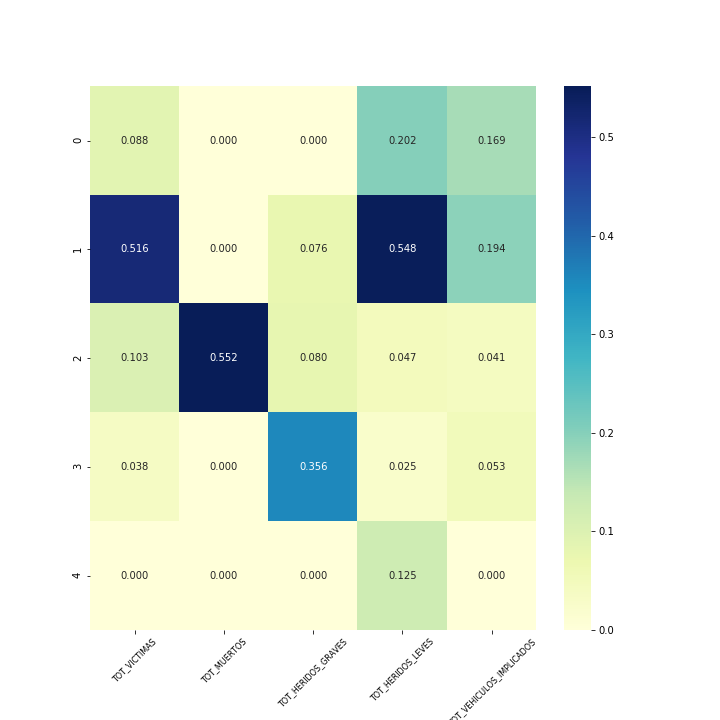 0 0.088 0.000 0.000 0.202 0.169
1 0.516 0.000 0.076 0.548 0.194
2 0.103 0.552 0.080 0.047 0.041
3 0.038 0.000 0.356 0.025 0.053
4 0.000 0.000 0.000 0.125 0.000
TOT_VICTIMAS
TOT_MUERTOS
TOT_HERIDOS_GRAVES
TOT_HERIDOS_LEVES
OT_VEHICULOS_IMPLICADOS
0.5
0.4
0.3
0.2
0.1
0.0